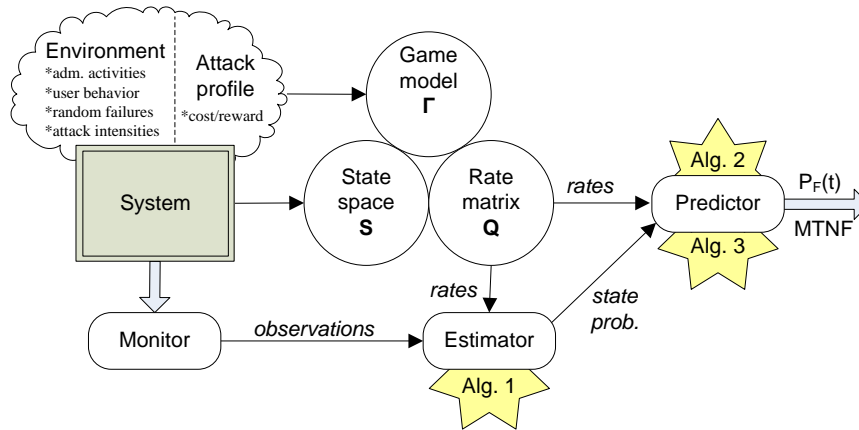 Environment
*adm. activities
*user behavior
*random failures
*attack intensities
Attack
profile
*cost/reward
Game
model
Γ
System
State
space
S
Rate
matrix
Q
rates
Alg. 2
Predictor
Alg. 3
P_F(t)
MTNF
rates
state
prob.
Monitor
observations
Estimator
Alg. 1